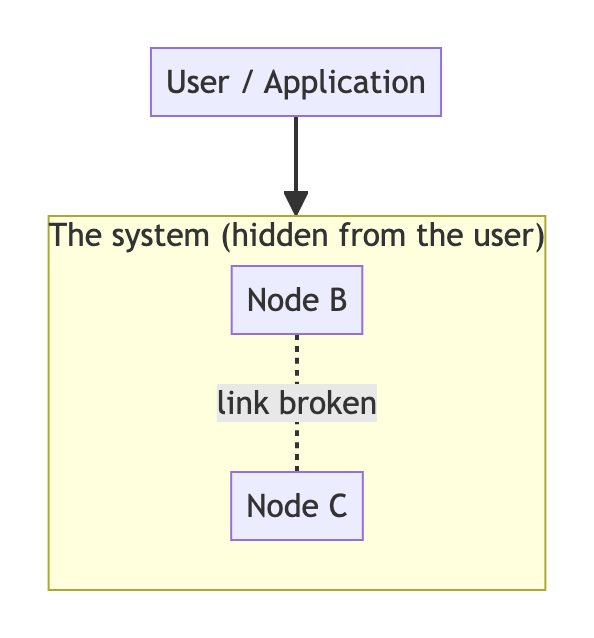 User / Application
The system (hidden from the user)
Node B
link broken
Node C